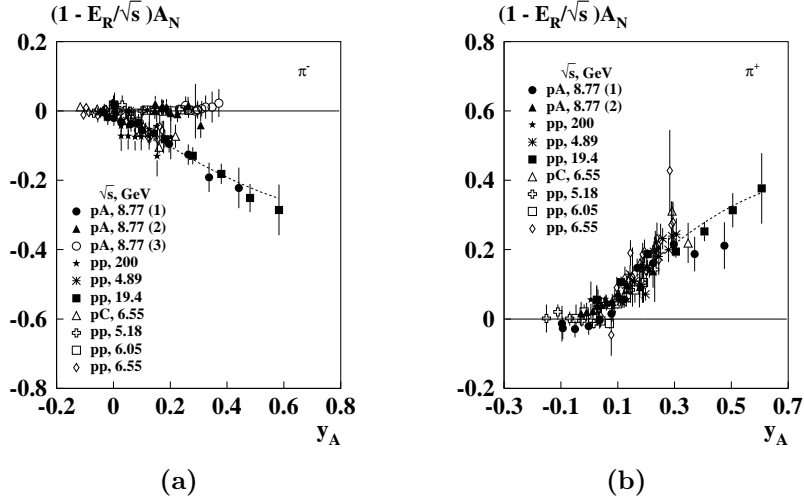 (1 - E_R/√s )A_N
π-
√s, GeV
pA, 8.77 (1)
pA, 8.77 (2)
pA, 8.77 (3)
pp, 200
pp, 4.89
pp, 19.4
pC, 6.55
pp, 5.18
pp, 6.05
pp, 6.55
0.2
0
-0.2
-0.4
-0.6
-0.8
-0.2 0 0.2 0.4 0.6 0.8
y_A
(a)
(1 - E_R/√s )A_N
π+
√s, GeV
pA, 8.77 (1)
pA, 8.77 (2)
pp, 200
pp, 4.89
pp, 19.4
pC, 6.55
pp, 5.18
pp, 6.05
pp, 6.55
0.8
0.6
0.4
0.2
0
-0.2
-0.3 -0.1 0.1 0.3 0.5 0.7
y_A
(b)